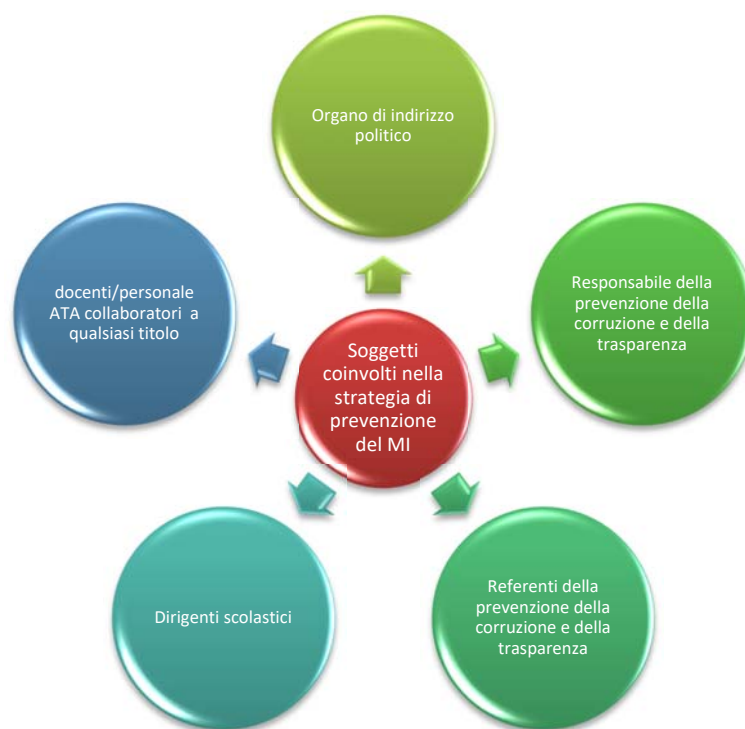 Organo di indirizzo
politico
docenti/personale
ATA collaboratori a
qualsiasi titolo
Responsabile della
prevenzione della
corruzione e della
trasparenza
Soggetti
coinvolti nella
strategia di
prevenzione
del MI
Dirigenti scolastici
Referenti della
prevenzione della
corruzione e della
trasparenza